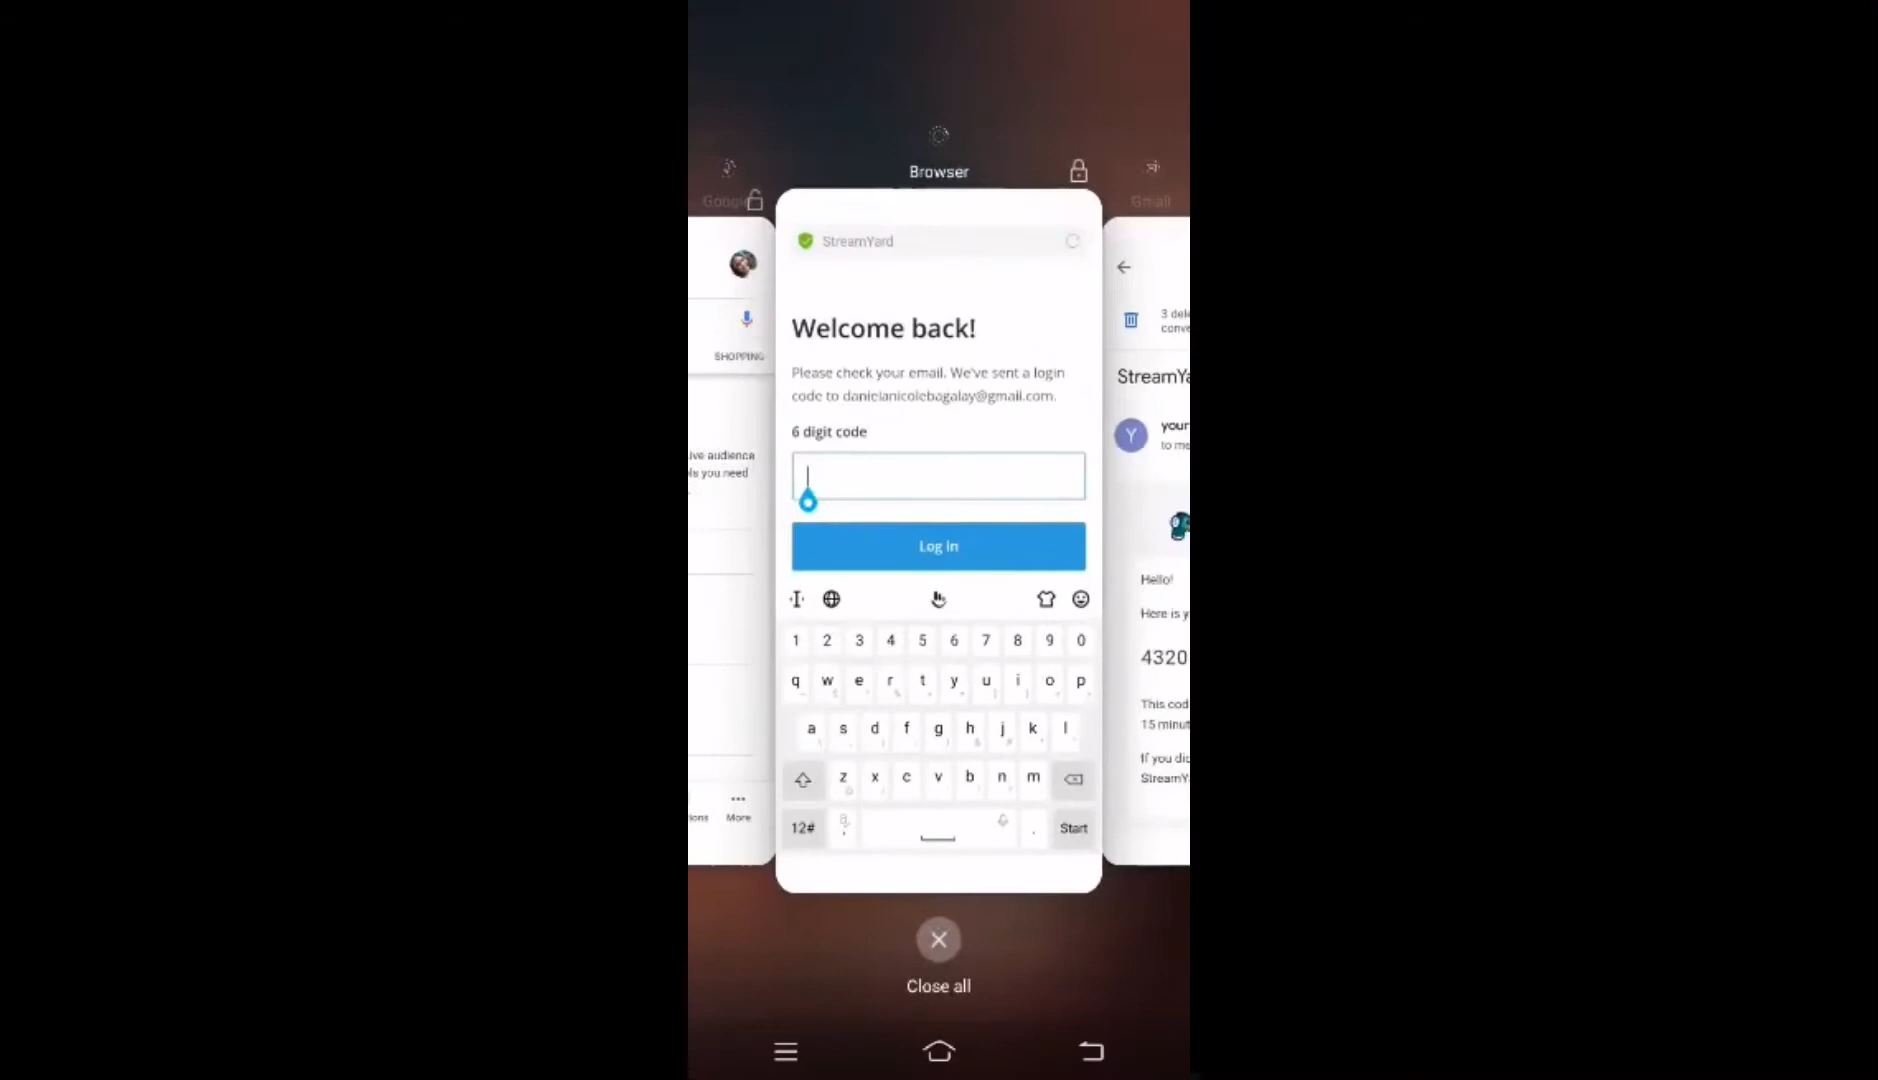 Browser
Google
Gmail
StreamYard
SHOPPING
Welcome back!
Please check your email. We've sent a login
code to danielanicolebagalay@gmail.com.
6 digit code
Log In
ive audience
ls you need
ions
More
1 2 3 4 5 6 7 8 9 0
q w e r t y u i o p
a s d f g h j k l
z x c v b n m
12# , . Start
3 dele
conve
StreamYa
Y
your
to me
Hello!
Here is y
4320
This cod
15 minut
If you did
StreamY
Close all